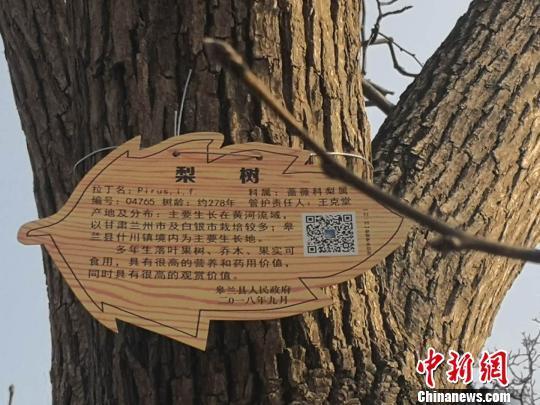 梨 树
拉丁名：Pirus,i,f 科属：蔷薇科梨属
编号：04765 树龄：约278年 管护责任人：王克堂
产地及分布：主要生长在黄河流域，
以甘肃兰州市及白银市栽培较多；皋
兰县什川镇境内为主要生长地。
多年生落叶果树、乔木、果实可
食用，具有很高的营养和药用价值，
同时具有很高的观赏价值。
皋兰县人民政府
二〇一八年九月
中新网
Chinanews.com